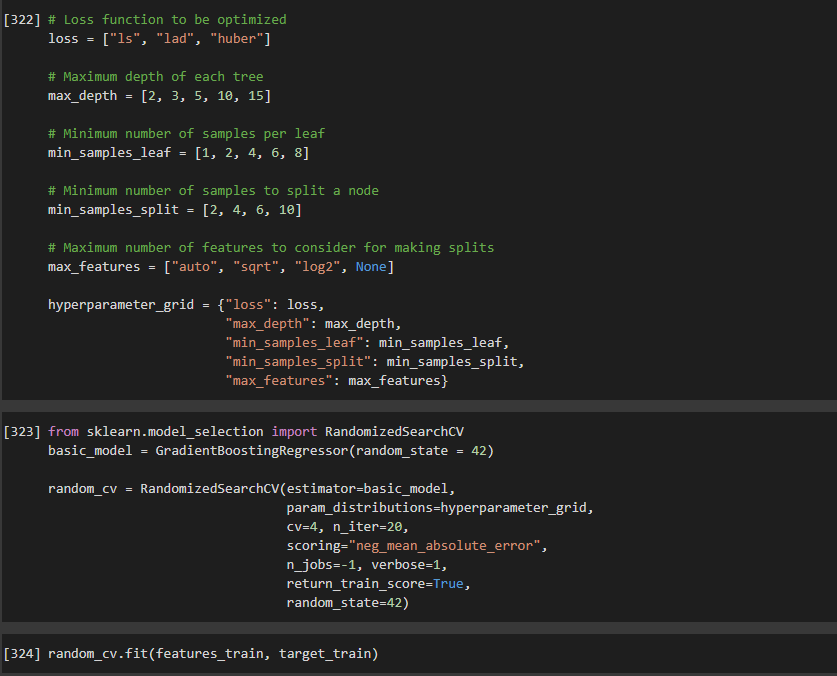 [322] # Loss function to be optimized
loss = ["ls", "lad", "huber"]
# Maximum depth of each tree
max_depth = [2, 3, 5, 10, 15]
# Minimum number of samples per leaf
min_samples_leaf = [1, 2, 4, 6, 8]
# Minimum number of samples to split a node
min_samples_split = [2, 4, 6, 10]
# Maximum number of features to consider for making splits
max_features = ["auto", "sqrt", "log2", None]
hyperparameter_grid = {"loss": loss,
"max_depth": max_depth,
"min_samples_leaf": min_samples_leaf,
"min_samples_split": min_samples_split,
"max_features": max_features}
[323] from sklearn.model_selection import RandomizedSearchCV
basic_model = GradientBoostingRegressor(random_state = 42)
random_cv = RandomizedSearchCV(estimator=basic_model,
param_distributions=hyperparameter_grid,
cv=4, n_iter=20,
scoring="neg_mean_absolute_error",
n_jobs=-1, verbose=1,
return_train_score=True,
random_state=42)
[324] random_cv.fit(features_train, target_train)